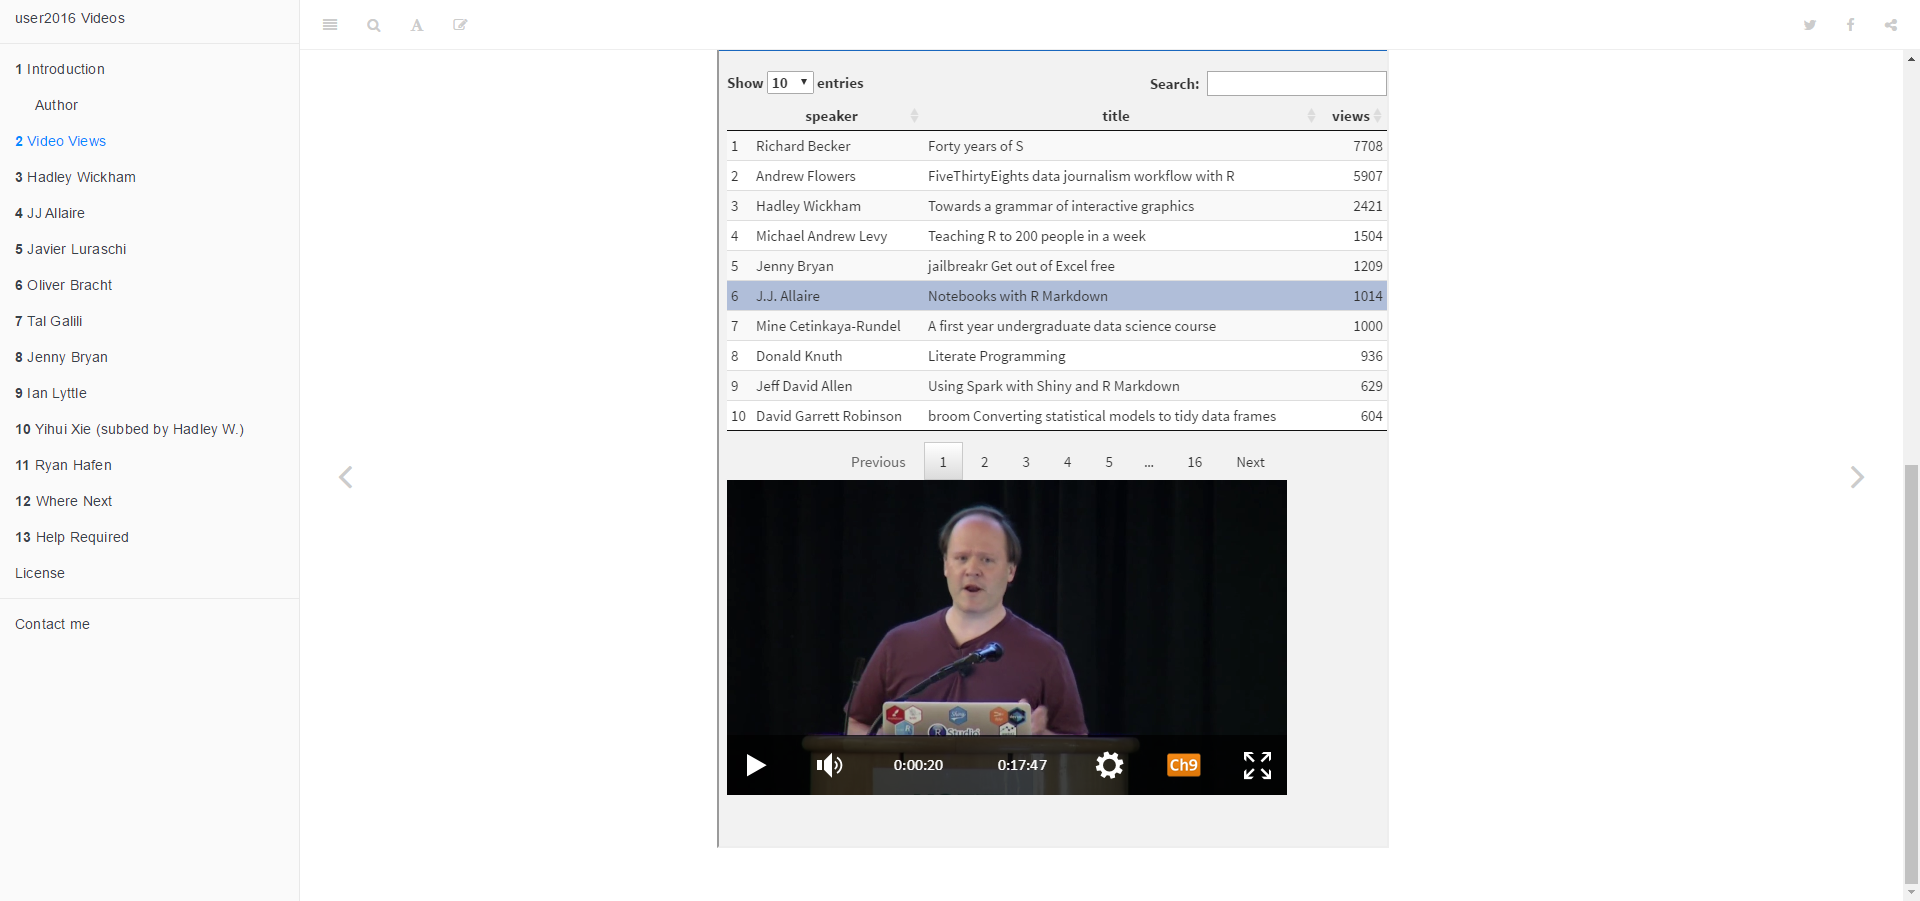 user2016 Videos
1 Introduction
Author
2 Video Views
3 Hadley Wickham
4 JJ Allaire
5 Javier Luraschi
6 Oliver Bracht
7 Tal Galili
8 Jenny Bryan
9 Ian Lyttle
10 Yihui Xie (subbed by Hadley W.)
11 Ryan Hafen
12 Where Next
13 Help Required
License
Contact me
A
Show 10 entries Search:
speaker title views
1 Richard Becker Forty years of S 7708
2 Andrew Flowers FiveThirtyEights data journalism workflow with R 5907
3 Hadley Wickham Towards a grammar of interactive graphics 2421
4 Michael Andrew Levy Teaching R to 200 people in a week 1504
5 Jenny Bryan jailbreakr Get out of Excel free 1209
6 J.J. Allaire Notebooks with R Markdown 1014
7 Mine Cetinkaya-Rundel A first year undergraduate data science course 1000
8 Donald Knuth Literate Programming 936
9 Jeff David Allen Using Spark with Shiny and R Markdown 629
10 David Garrett Robinson broom Converting statistical models to tidy data frames 604
Previous 1 2 3 4 5 ... 16 Next
R Studio
0:00:20 0:17:47 Ch9